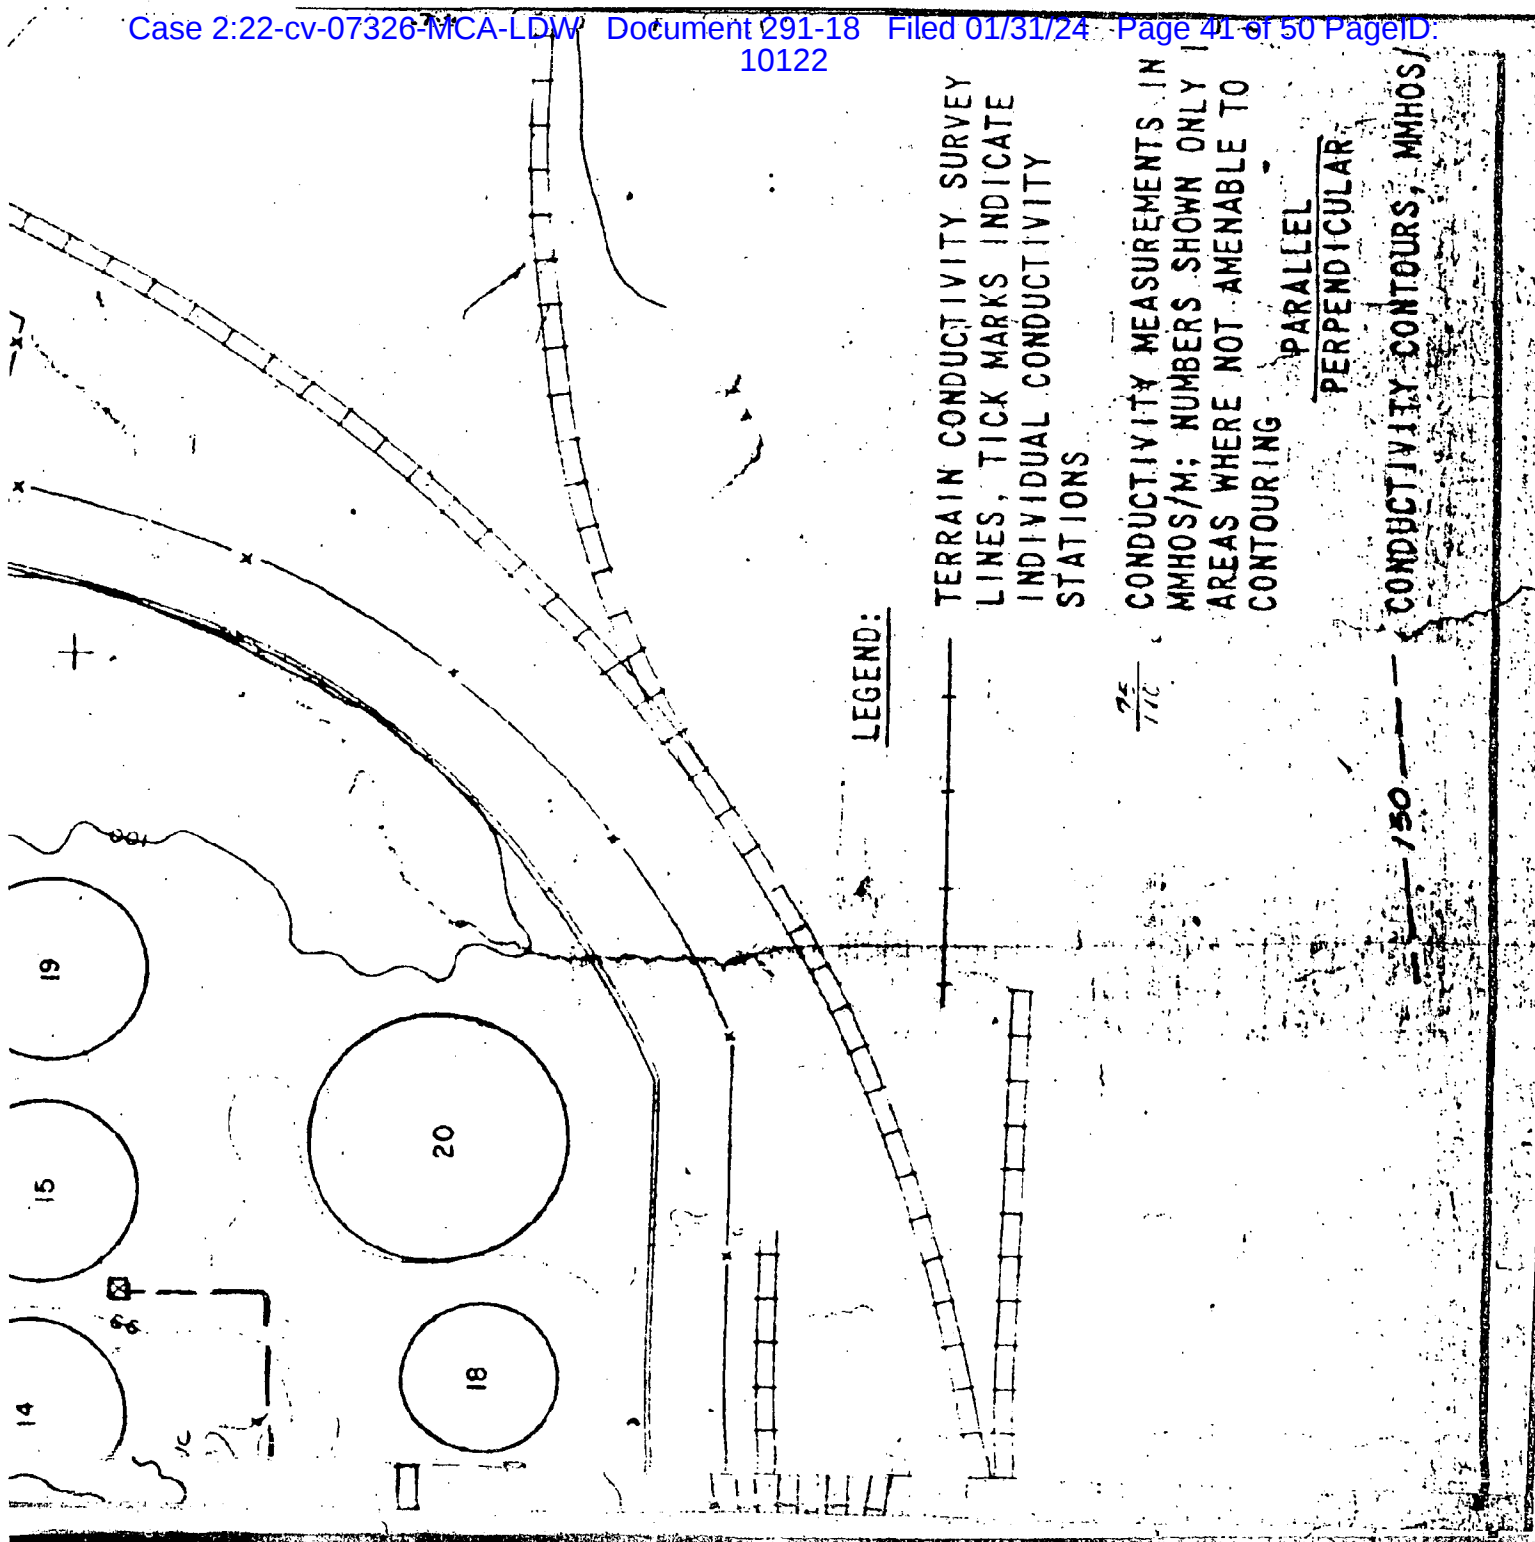 Case 2:22-cv-07326-MCA-LDW Document 291-18 Filed 01/31/24 Page 41 of 50 PageID:
10122
LEGEND:
TERRAIN CONDUCTIVITY SURVEY
LINES, TICK MARKS INDICATE
INDIVIDUAL CONDUCTIVITY
STATIONS
CONDUCTIVITY MEASUREMENTS IN
MMHOS/M; NUMBERS SHOWN ONLY
AREAS WHERE NOT AMENABLE TO
CONTOURING
PARALLEL
PERPENDICULAR
150
CONDUCTIVITY CONTOURS, MMHOS/
100
19
15
20
14
18